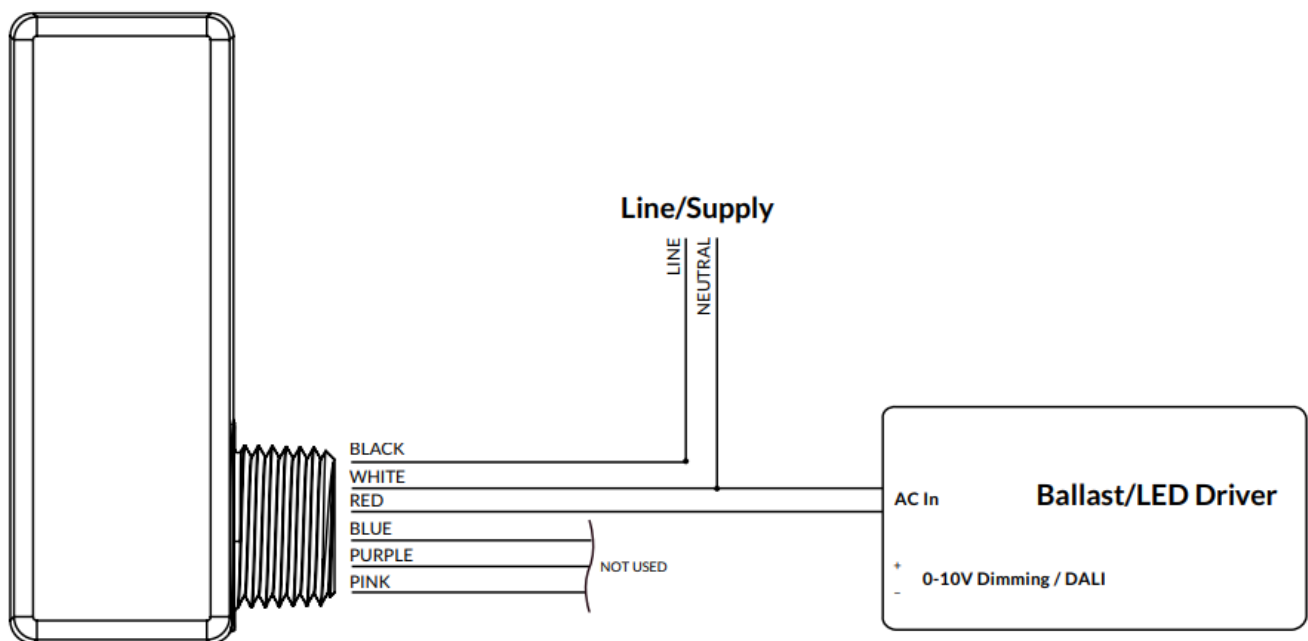 Line/Supply
LINE
NEUTRAL
BLACK
WHITE
RED
BLUE
PURPLE
PINK
NOT USED
AC In
Ballast/LED Driver
+
0-10V Dimming / DALI
–